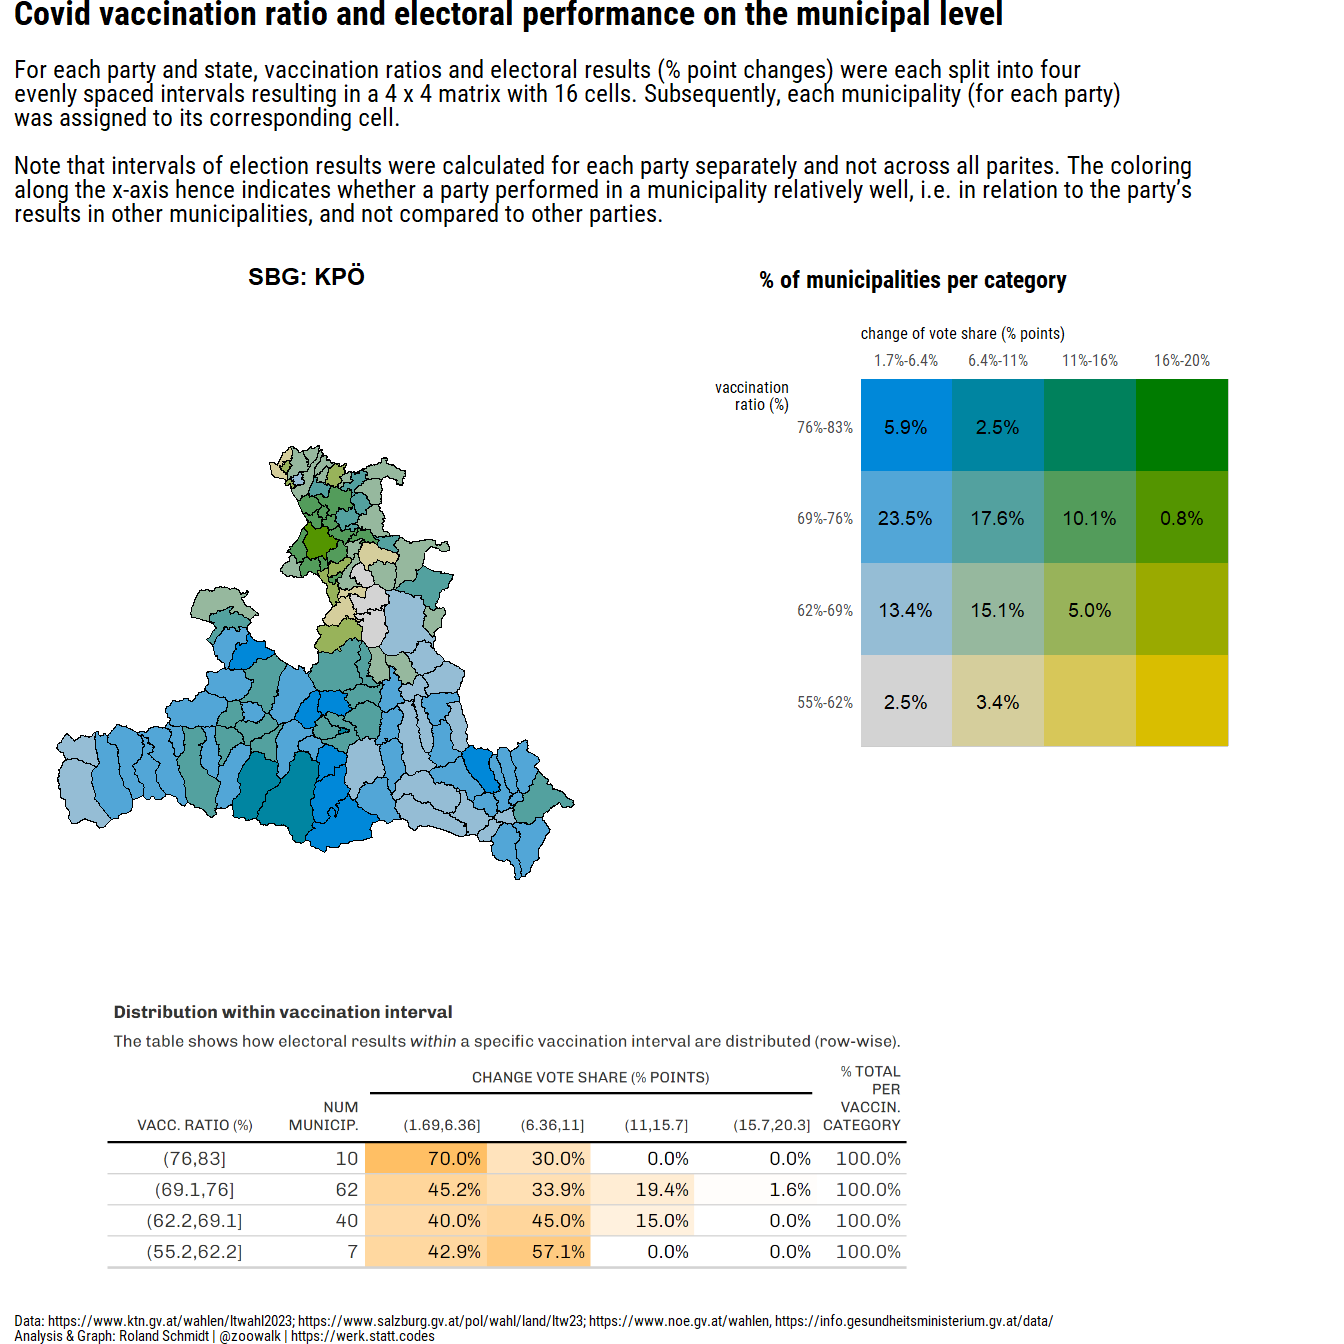 Covid vaccination ratio and electoral performance on the municipal level
For each party and state, vaccination ratios and electoral results (% point changes) were each split into four
evenly spaced intervals resulting in a 4 x 4 matrix with 16 cells. Subsequently, each municipality (for each party)
was assigned to its corresponding cell.
Note that intervals of election results were calculated for each party separately and not across all parites. The coloring
along the x-axis hence indicates whether a party performed in a municipality relatively well, i.e. in relation to the party's
results in other municipalities, and not compared to other parties.
SBG: KPÖ
% of municipalities per category
change of vote share (% points)
1.7%-6.4% 6.4%-11% 11%-16% 16%-20%
vaccination
ratio (%)
76%-83% 5.9% 2.5%
69%-76% 23.5% 17.6% 10.1% 0.8%
62%-69% 13.4% 15.1% 5.0%
55%-62% 2.5% 3.4%
Distribution within vaccination interval
The table shows how electoral results within a specific vaccination interval are distributed (row-wise).
CHANGE VOTE SHARE (% POINTS)
% TOTAL
PER
VACCIN.
CATEGORY
NUM
MUNICIP.
VACC. RATIO (%) (1.69,6.36] (6.36,11] (11,15.7] (15.7,20.3]
(76,83] 10 70.0% 30.0% 0.0% 0.0% 100.0%
(69.1,76] 62 45.2% 33.9% 19.4% 1.6% 100.0%
(62.2,69.1] 40 40.0% 45.0% 15.0% 0.0% 100.0%
(55.2,62.2] 7 42.9% 57.1% 0.0% 0.0% 100.0%
Data: https://www.ktn.gv.at/wahlen/ltwahl2023; https://www.salzburg.gv.at/pol/wahl/land/ltw23; https://www.noe.gv.at/wahlen, https://info.gesundheitsministerium.gv.at/data/
Analysis & Graph: Roland Schmidt | @zoowalk | https://werk.statt.codes